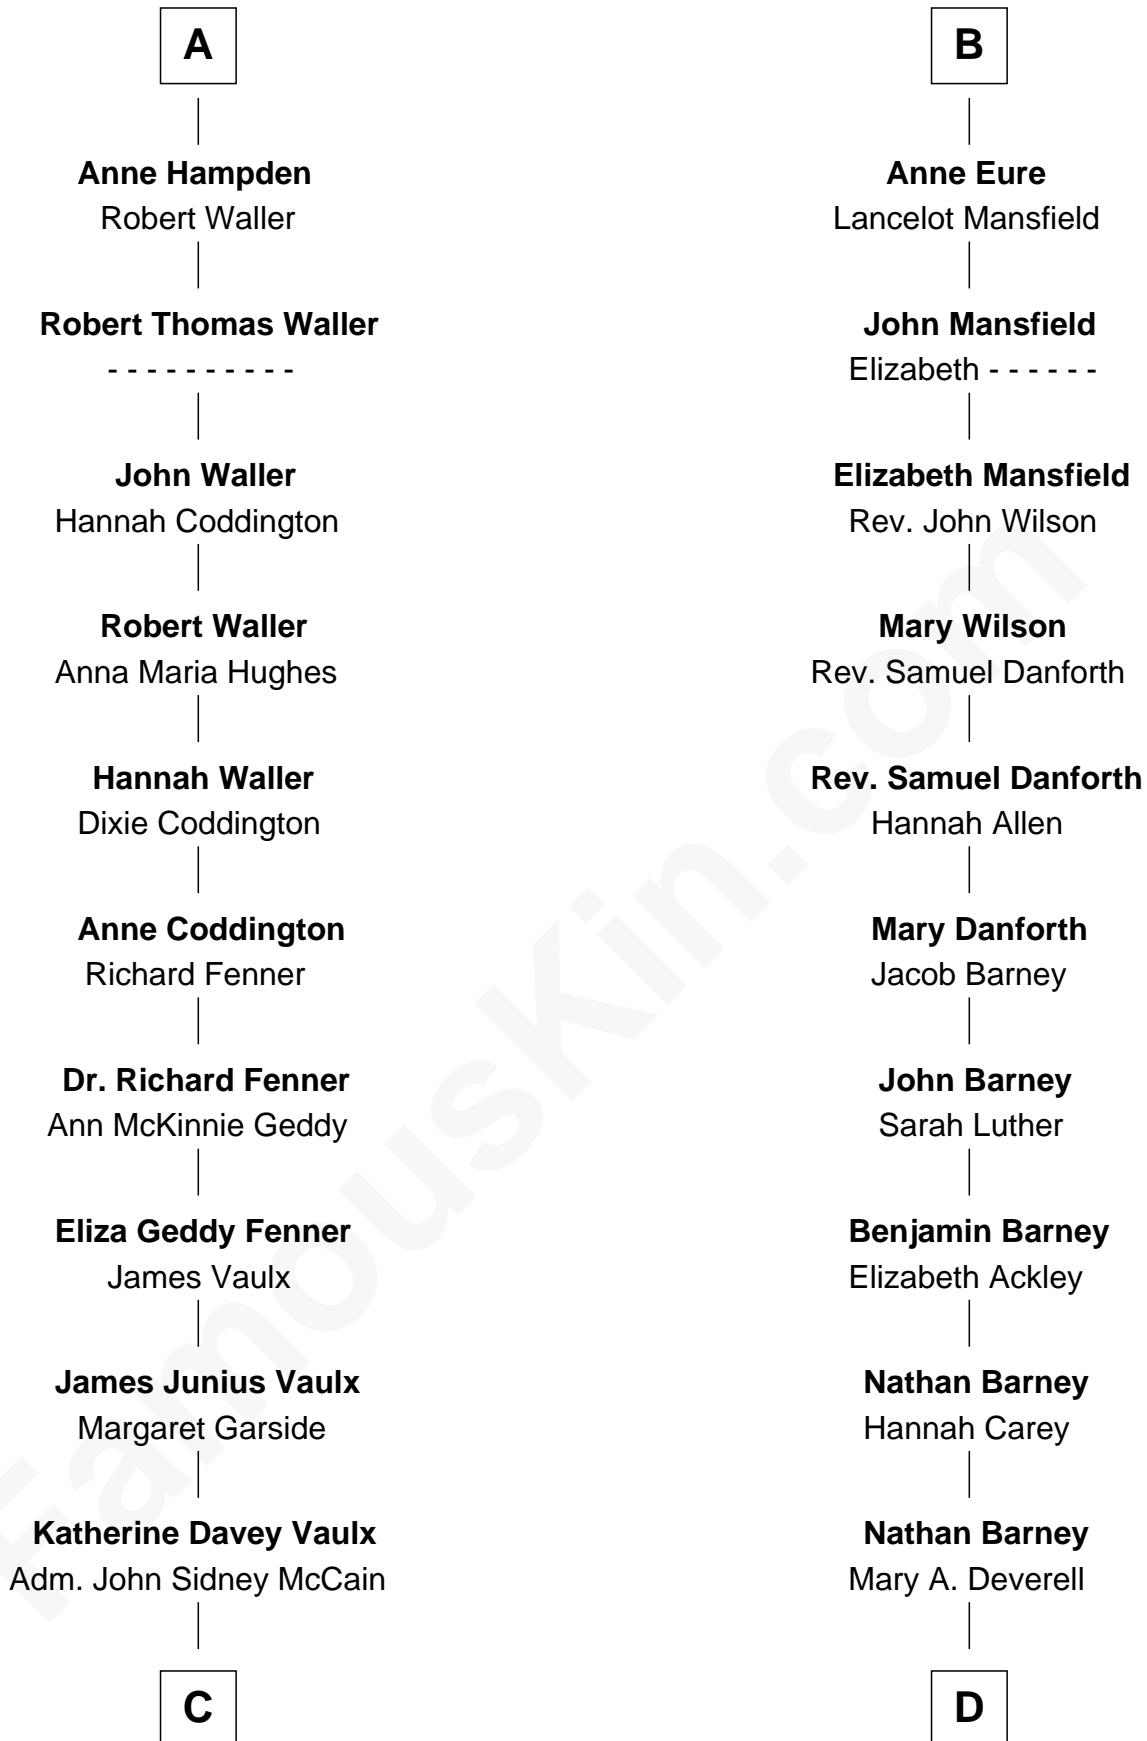 A
Anne Hampden
Robert Waller
Robert Thomas Waller
- - - - - - - - - -
John Waller
Hannah Coddington
Robert Waller
Anna Maria Hughes
Hannah Waller
Dixie Coddington
Anne Coddington
Richard Fenner
Dr. Richard Fenner
Ann McKinnie Geddy
Eliza Geddy Fenner
James Vaulx
James Junius Vaulx
Margaret Garside
Katherine Davey Vaulx
Adm. John Sidney McCain
C
B
Anne Eure
Lancelot Mansfield
John Mansfield
Elizabeth - - - - - -
Elizabeth Mansfield
Rev. John Wilson
Mary Wilson
Rev. Samuel Danforth
Rev. Samuel Danforth
Hannah Allen
Mary Danforth
Jacob Barney
John Barney
Sarah Luther
Benjamin Barney
Elizabeth Ackley
Nathan Barney
Hannah Carey
Nathan Barney
Mary A. Deverell
D
FamousKin.com